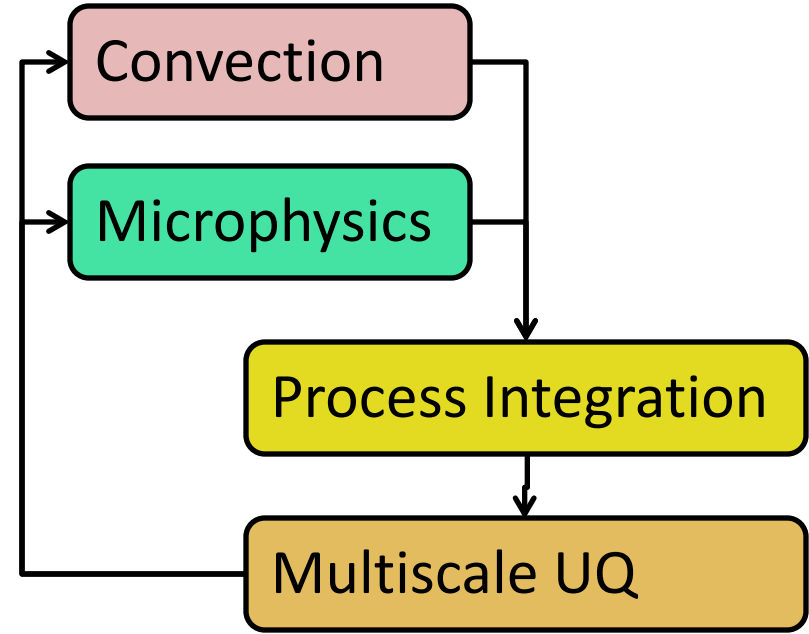 Convection
Microphysics
Process Integration
Multiscale UQ